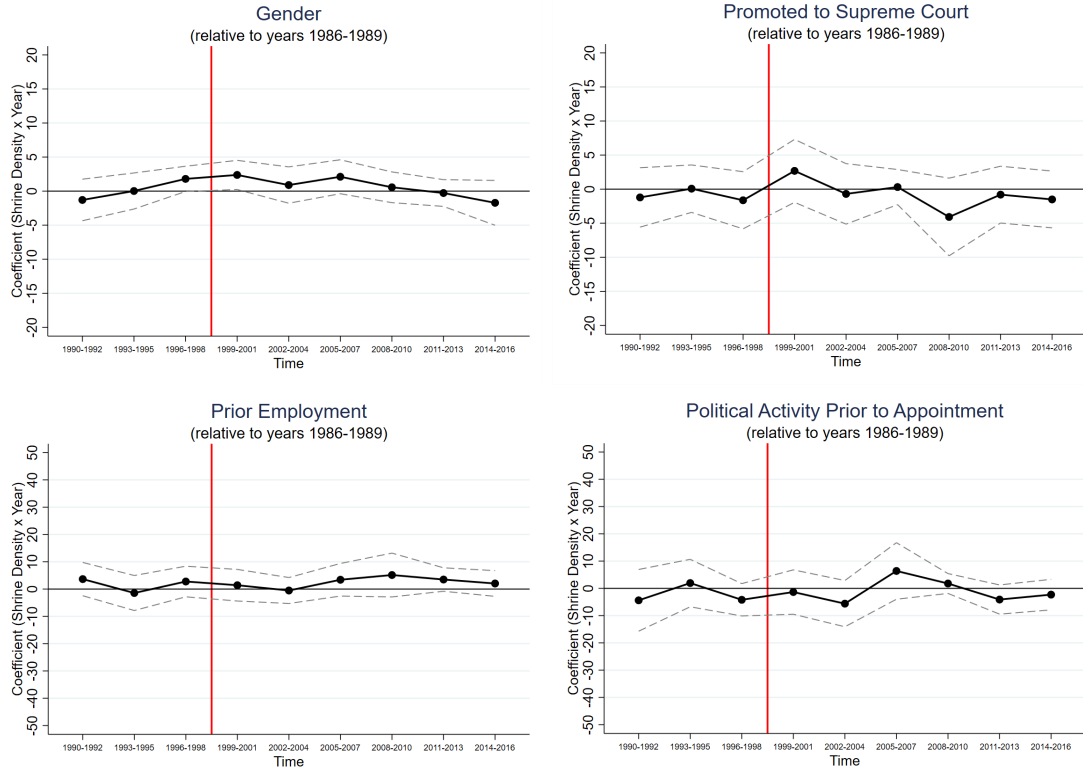 Gender
(relative to years 1986-1989)
Coefficient (Shrine Density x Year)
20
15
10
5
0
-5
-10
-15
-20
1990-1992 1993-1995 1996-1998 1999-2001 2002-2004 2005-2007 2008-2010 2011-2013 2014-2016
Time
Promoted to Supreme Court
(relative to years 1986-1989)
Coefficient (Shrine Density x Year)
20
15
10
5
0
-5
-10
-15
-20
1990-1992 1993-1995 1996-1998 1999-2001 2002-2004 2005-2007 2008-2010 2011-2013 2014-2016
Time
Prior Employment
(relative to years 1986-1989)
Coefficient (Shrine Density x Year)
50
40
30
20
10
0
-10
-20
-30
-40
-50
1990-1992 1993-1995 1996-1998 1999-2001 2002-2004 2005-2007 2008-2010 2011-2013 2014-2016
Time
Political Activity Prior to Appointment
(relative to years 1986-1989)
Coefficient (Shrine Density x Year)
50
40
30
20
10
0
-10
-20
-30
-40
-50
1990-1992 1993-1995 1996-1998 1999-2001 2002-2004 2005-2007 2008-2010 2011-2013 2014-2016
Time